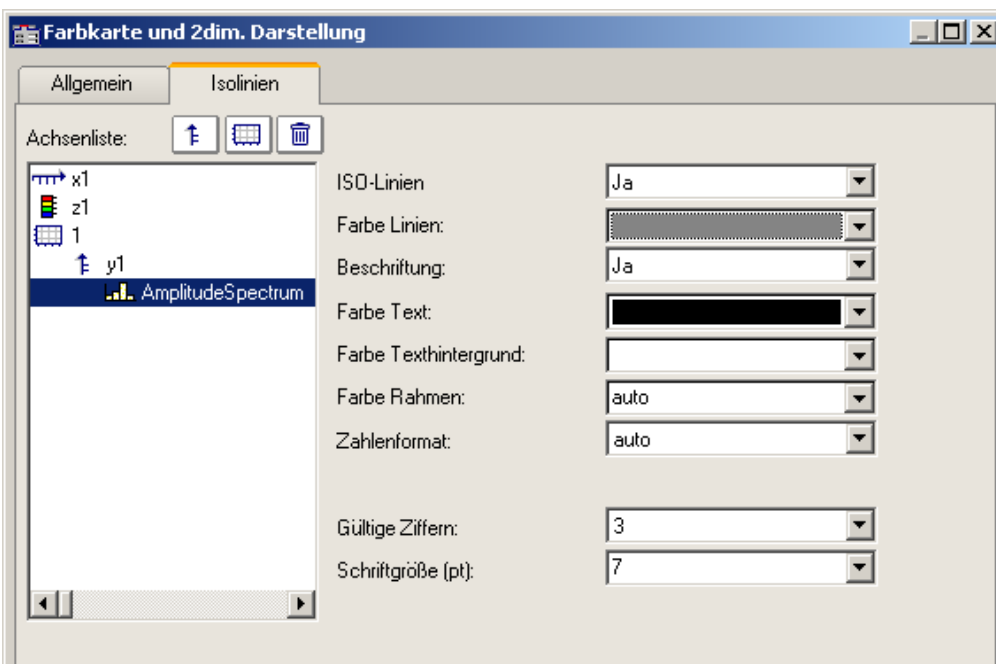 Farbkarte und 2dim. Darstellung
Allgemein
Isolinien
Achsenliste:
x1
z1
1
y1
AmplitudeSpectrum
ISO-Linien
Ja
Farbe Linien:
Beschriftung:
Ja
Farbe Text:
Farbe Texthintergrund:
Farbe Rahmen:
auto
Zahlenformat:
auto
Gültige Ziffern:
3
Schriftgröße (pt):
7